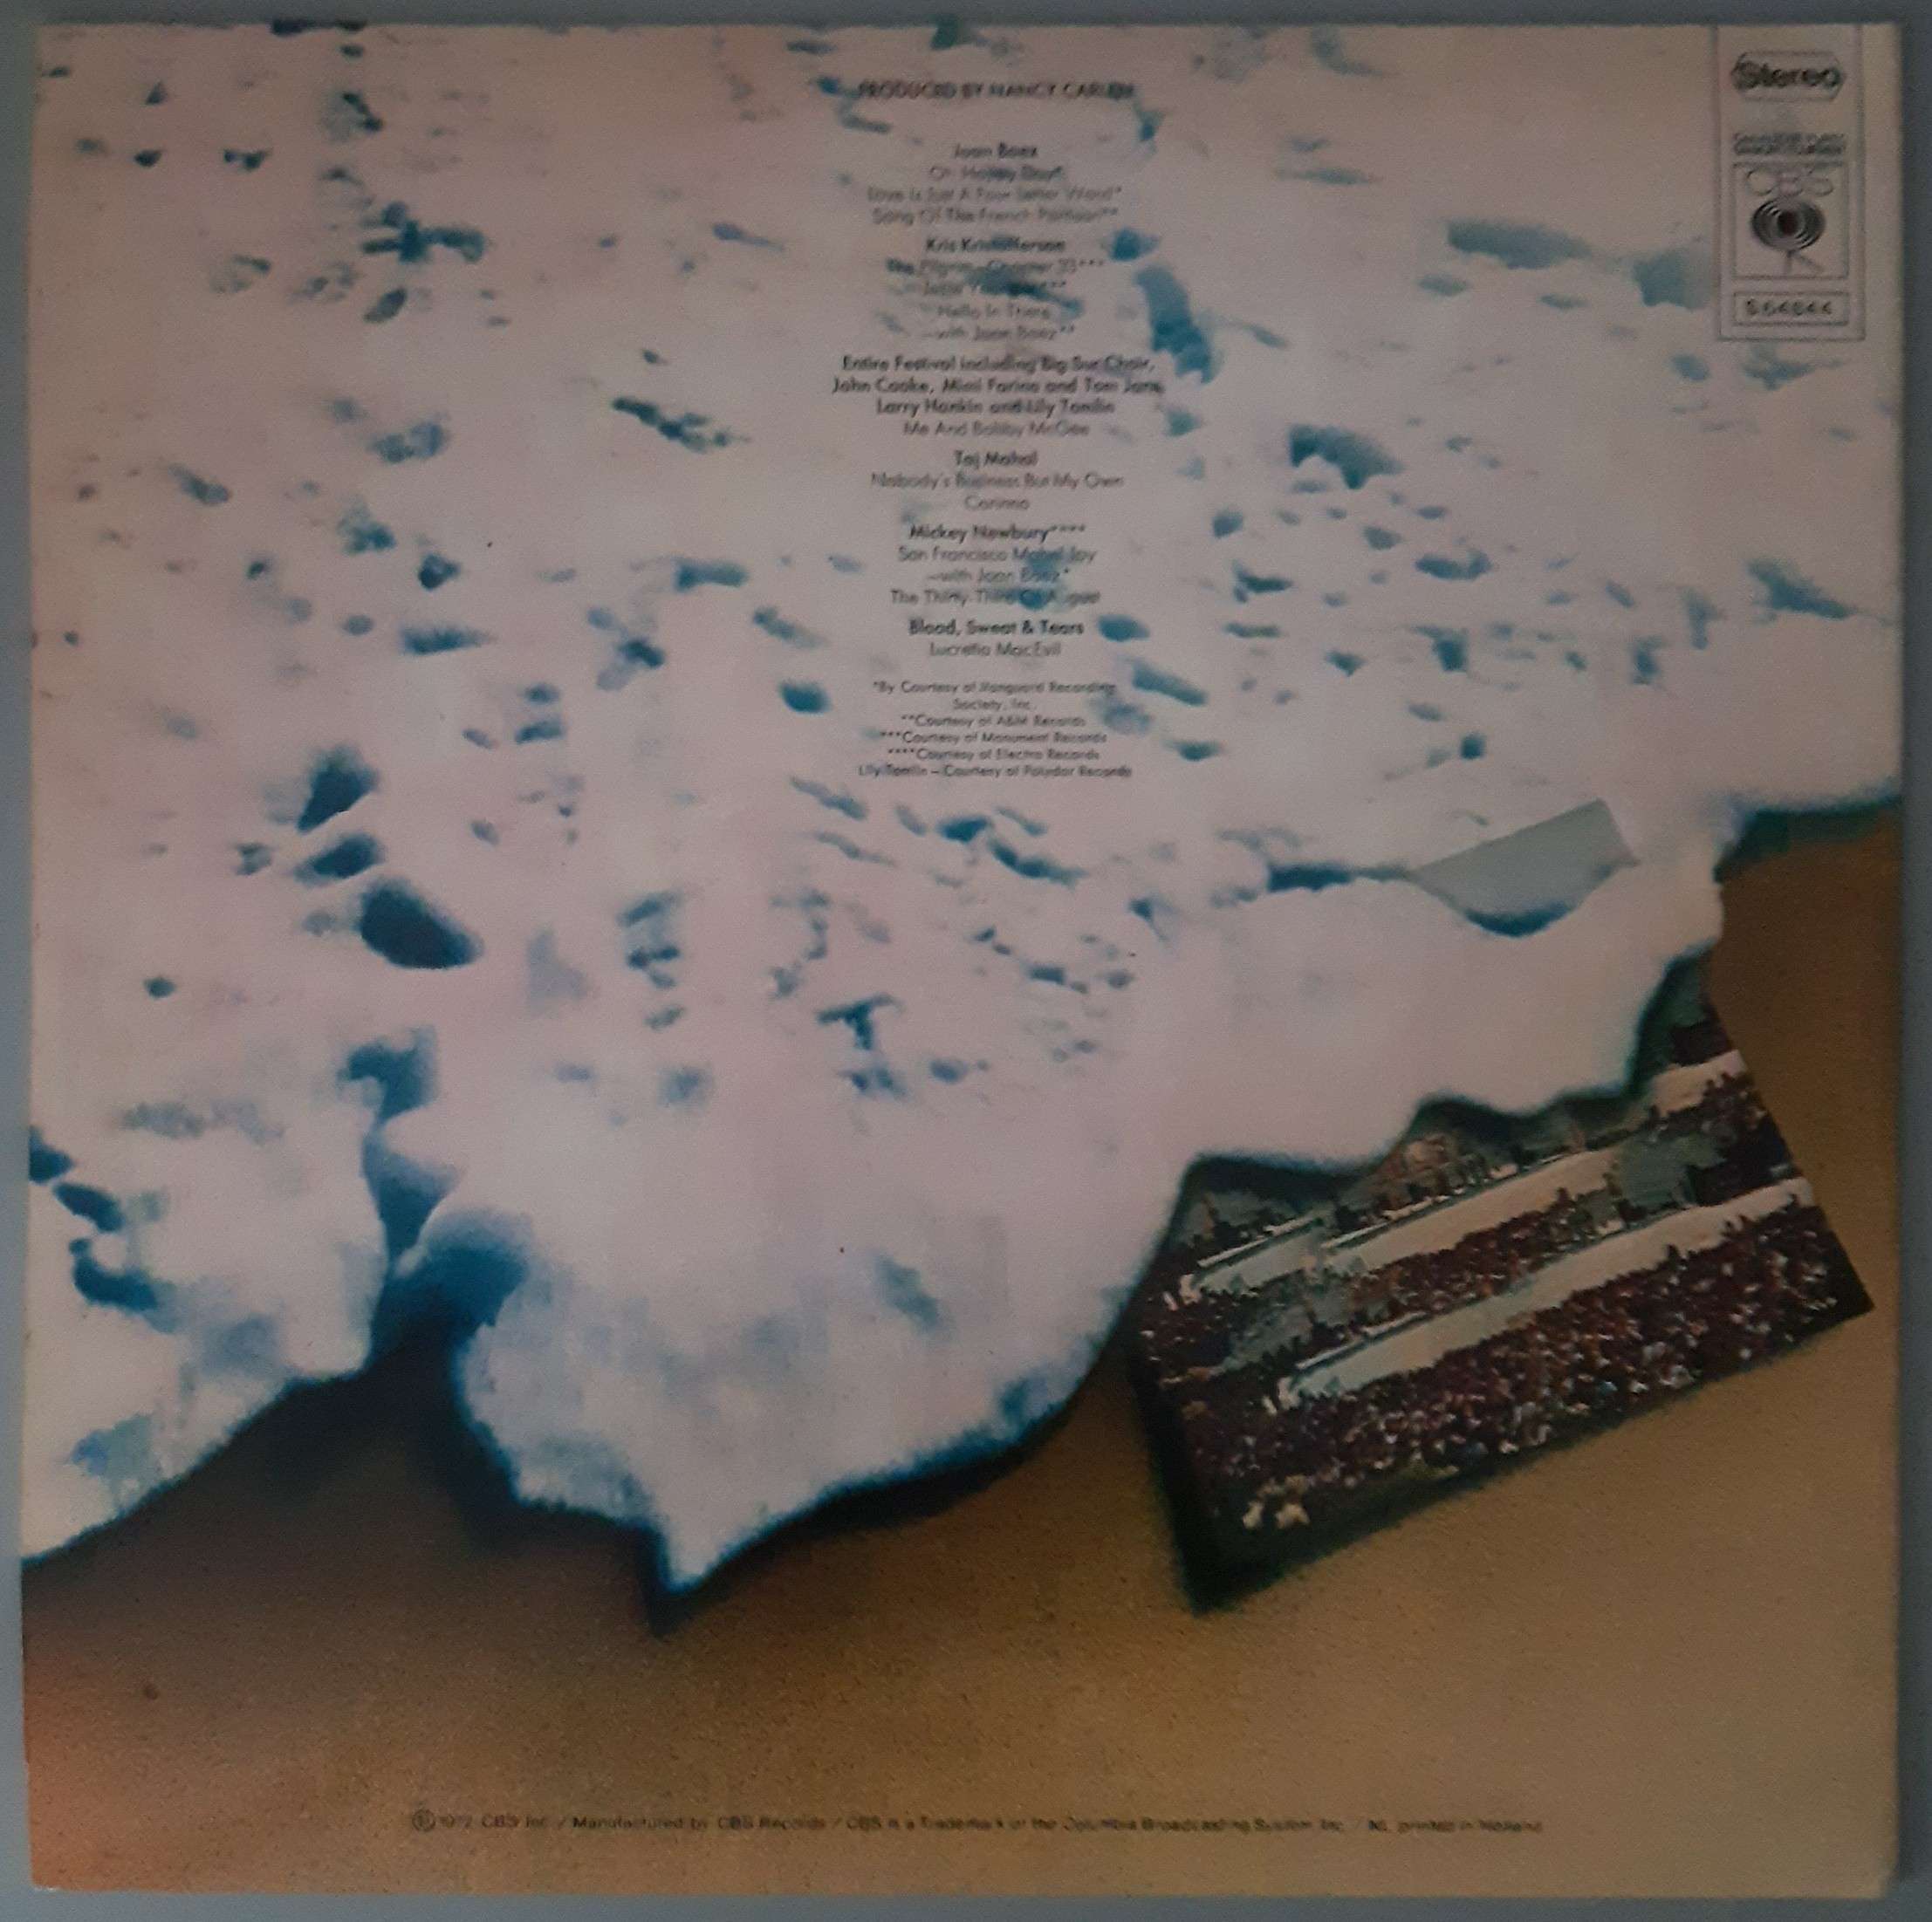 PRODUCED BY NANCY CARLEN
Stereo
CBS
S 64844
Joan Baez
Oh Happy Day*
Love Is Just A Four Letter Word*
Song Of The French Partisan**
Kris Kristofferson
The Pilgrim—Chapter 33***
Jesse Younger***
Hello In There
—with Joan Baez**
Entire Festival including Big Sur Choir,
John Cooke, Mimi Farina and Tom Jans,
Larry Hankin and Lily Tomlin
Me And Bobby McGee
Taj Mahal
Nobody's Business But My Own
Corinna
Mickey Newbury****
San Francisco Mabel Joy
—with Joan Baez*
The Thirty-Third Of August
Blood, Sweat & Tears
Lucretia MacEvil
*By Courtesy of Vanguard Recording
Society, Inc.
**Courtesy of A&M Records
***Courtesy of Monument Records
****Courtesy of Electra Records
Lily Tomlin—Courtesy of Polydor Records
℗ 1972 CBS Inc. / Manufactured by CBS Records / CBS is a Trademark of the Columbia Broadcasting System Inc. / NL printed in Holland